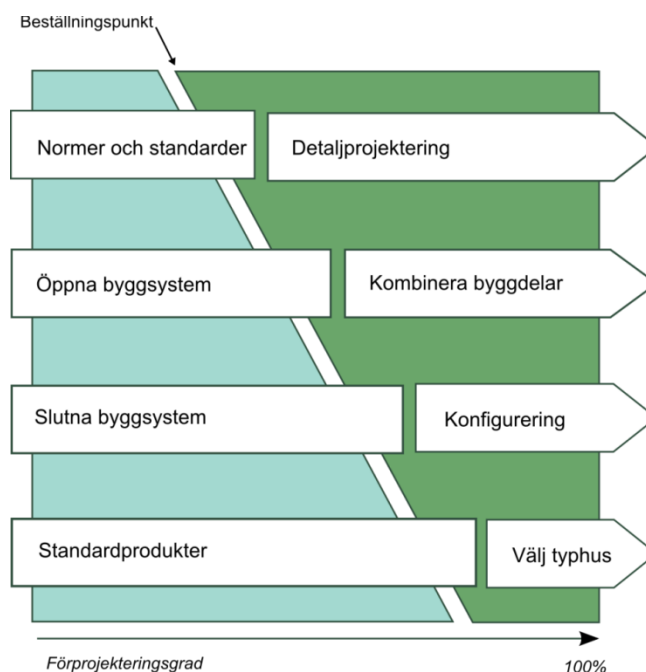 Beställningspunkt
Normer och standarder
Detaljprojektering
Öppna byggsystem
Kombinera byggdelar
Slutna byggsystem
Konfigurering
Standardprodukter
Välj typhus
Förprojekteringsgrad
100%